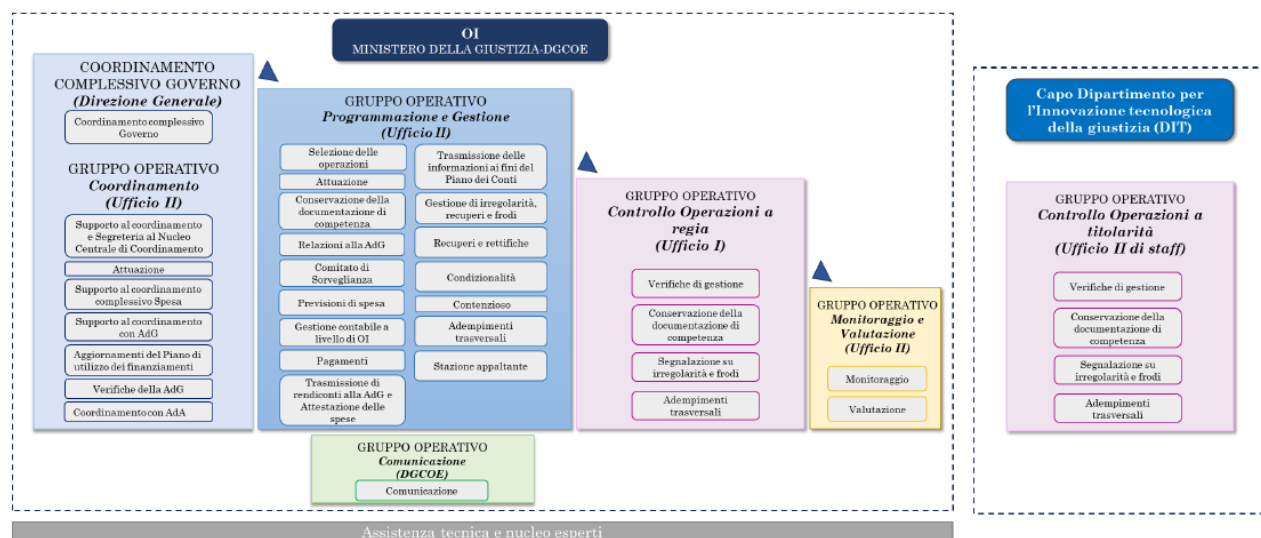 OI
MINISTERO DELLA GIUSTIZIA-DGCOE
COORDINAMENTO
COMPLESSIVO GOVERNO
(Direzione Generale)
Coordinamento complessivo
Governo
GRUPPO OPERATIVO
Coordinamento
(Ufficio II)
Supporto al coordinamento
e Segreteria al Nucleo
Centrale di Coordinamento
Attuazione
Supporto al coordinamento
complessivo Spesa
Supporto al coordinamento
con AdG
Aggiornamenti del Piano di
utilizzo dei finanziamenti
Verifiche della AdG
Coordinamento con AdA
GRUPPO OPERATIVO
Programmazione e Gestione
(Ufficio II)
Selezione delle
operazioni
Attuazione
Conservazione della
documentazione di
competenza
Relazioni alla AdG
Comitato di
Sorveglianza
Previsioni di spesa
Gestione contabile a
livello di OI
Pagamenti
Trasmissione di
rendiconti alla AdG e
Attestazione delle
spese
Trasmissione delle
informazioni ai fini del
Piano dei Conti
Gestione di irregolarità,
recuperi e frodi
Recuperi e rettifiche
Condizionalità
Contenzioso
Adempimenti
trasversali
Stazione appaltante
GRUPPO OPERATIVO
Comunicazione
(DGCOE)
Comunicazione
GRUPPO OPERATIVO
Controllo Operazioni a
regia
(Ufficio I)
Verifiche di gestione
Conservazione della
documentazione di
competenza
Segnalazione su
irregolarità e frodi
Adempimenti
trasversali
GRUPPO OPERATIVO
Monitoraggio e
Valutazione
(Ufficio II)
Monitoraggio
Valutazione
Capo Dipartimento per
l'Innovazione tecnologica
della giustizia (DIT)
GRUPPO OPERATIVO
Controllo Operazioni a
titolarità
(Ufficio II di staff)
Verifiche di gestione
Conservazione della
documentazione di
competenza
Segnalazione su
irregolarità e frodi
Adempimenti
trasversali
Assistenza tecnica e nucleo esperti